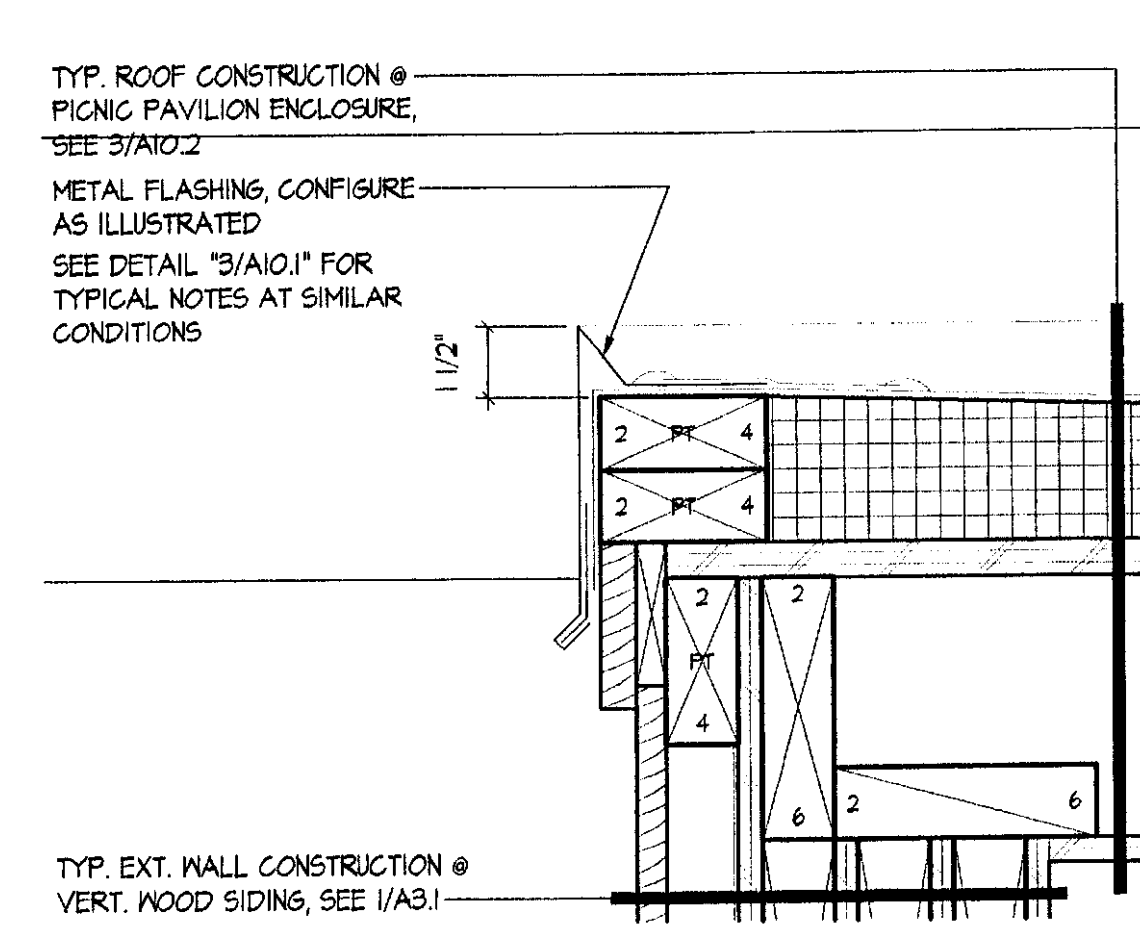 TYP. ROOF CONSTRUCTION @
PICNIC PAVILION ENCLOSURE,
SEE 3/A10.2
METAL FLASHING, CONFIGURE
AS ILLUSTRATED
SEE DETAIL "3/A10.1" FOR
TYPICAL NOTES AT SIMILAR
CONDITIONS
1 1/2"
2 PT 4
2 PT 4
2
PT
4
2
6
2 6
TYP. EXT. WALL CONSTRUCTION @
VERT. WOOD SIDING, SEE 1/A3.1